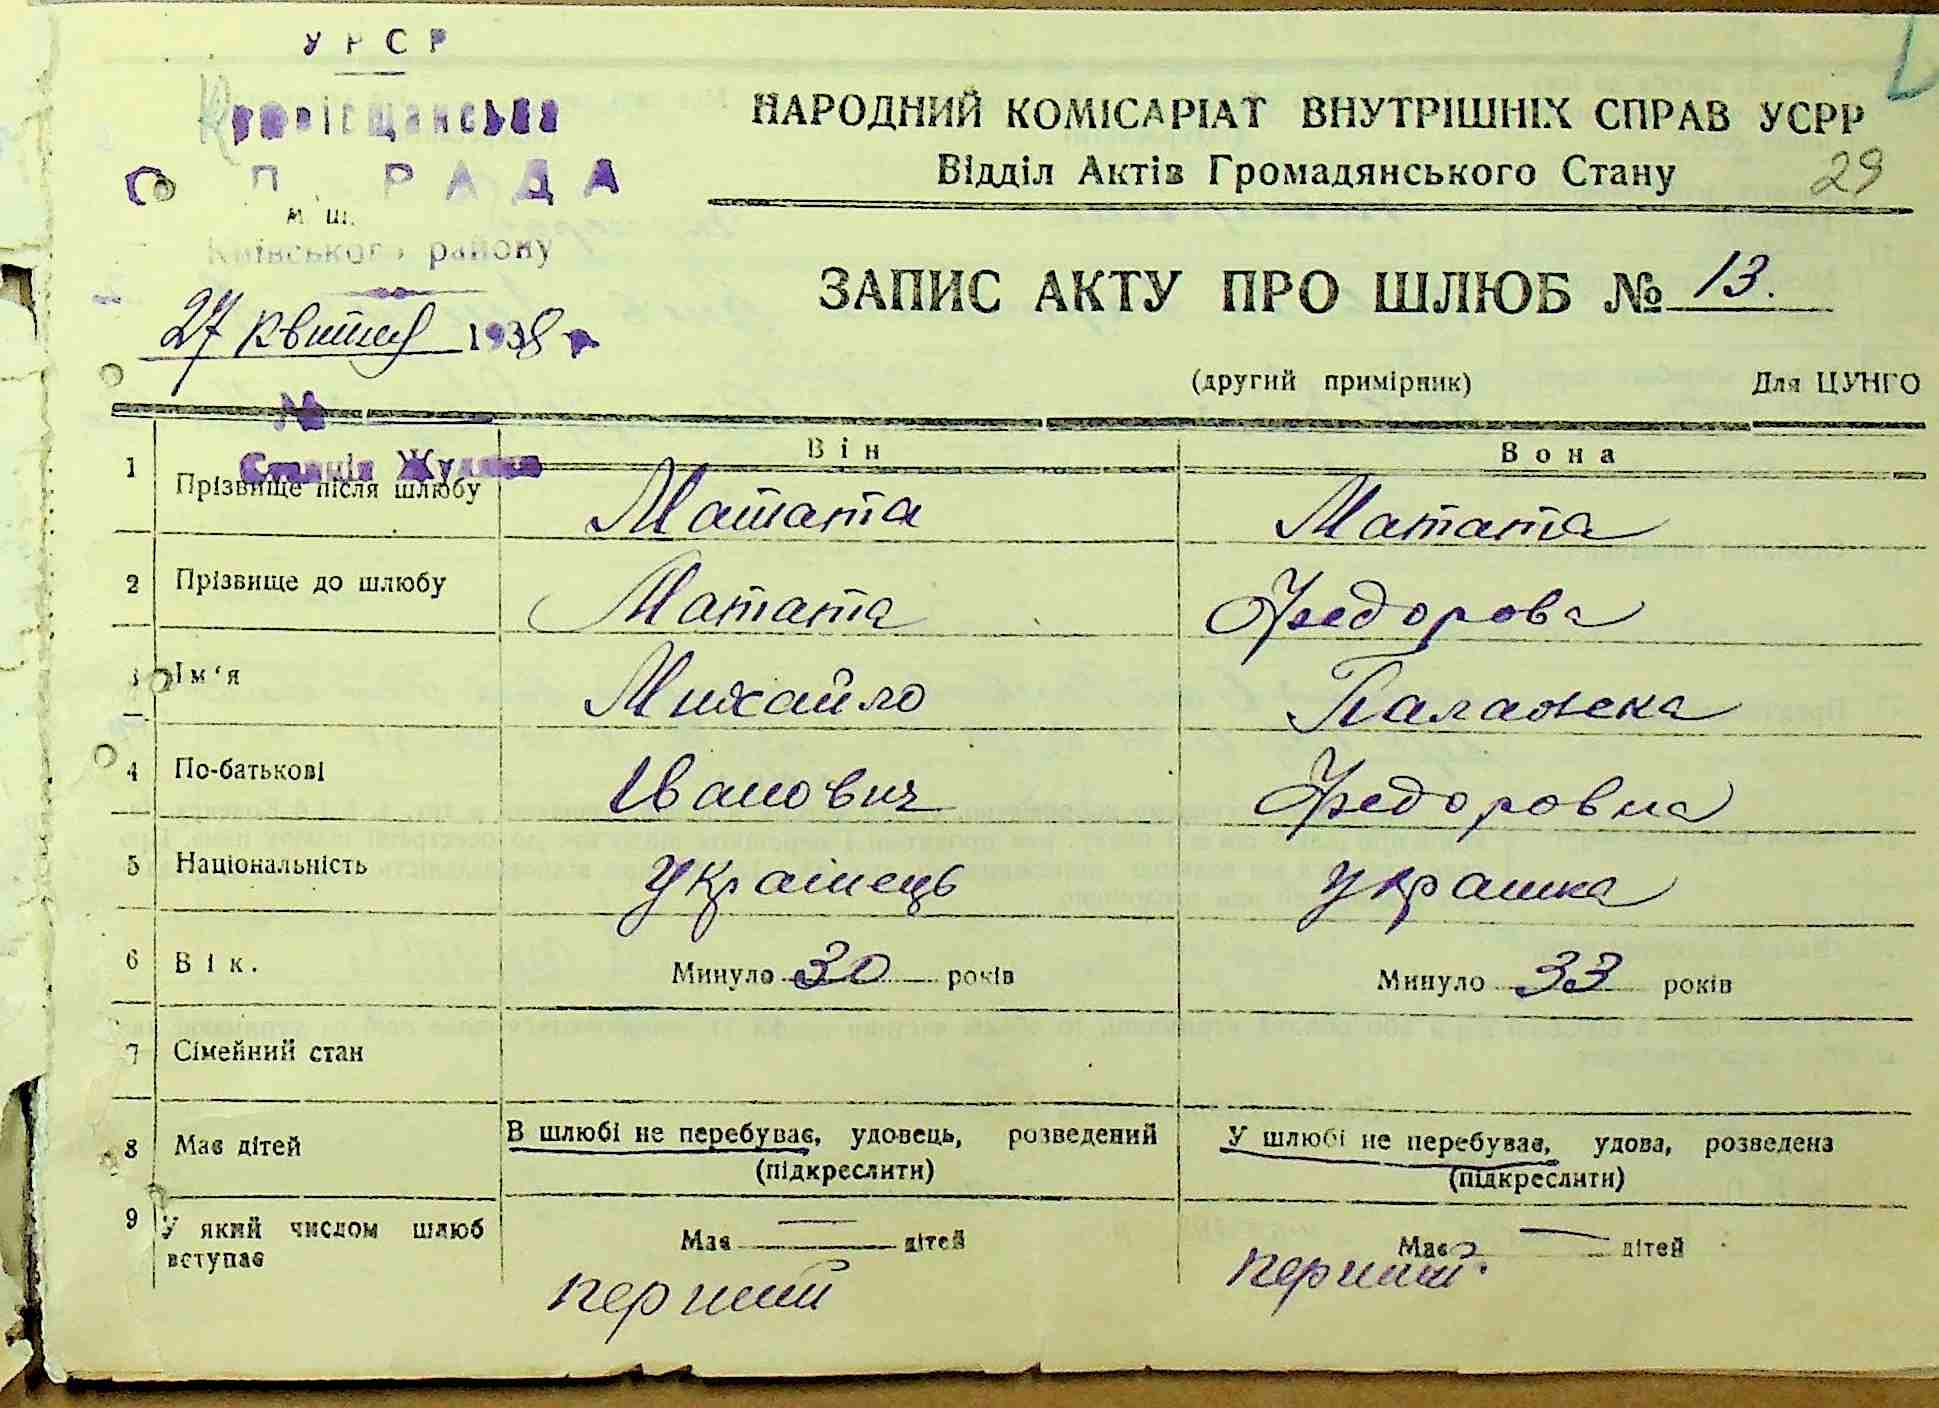 УРСР
Крюківщанська
С П. РАДА
м. ш.
Київського району
27 квітня 1938 р
№
Станія Жуляни
НАРОДНИЙ КОМІСАРІАТ ВНУТРІШНІХ СПРАВ УСРР
Відділ Актів Громадянського Стану
29
ЗАПИС АКТУ ПРО ШЛЮБ № 13.
(другий примірник) Для ЦУНГО
Він Вона
1 Прізвище після шлюбу Матата Матата
2 Прізвище до шлюбу Матата Федорова
3 Ім'я Михайло Палажка
4 По-батькові Іванович Федоровна
5 Національність Українець Українка
6 Вік. Минуло 30 років Минуло 33 років
7 Сімейний стан
8 Має дітей В шлюбі не перебуває, удовець, розведений У шлюбі не перебуває, удова, розведена
(підкреслити) (підкреслити)
9 У який числом шлюб вступає Має — дітей Має — дітей
перший перший.